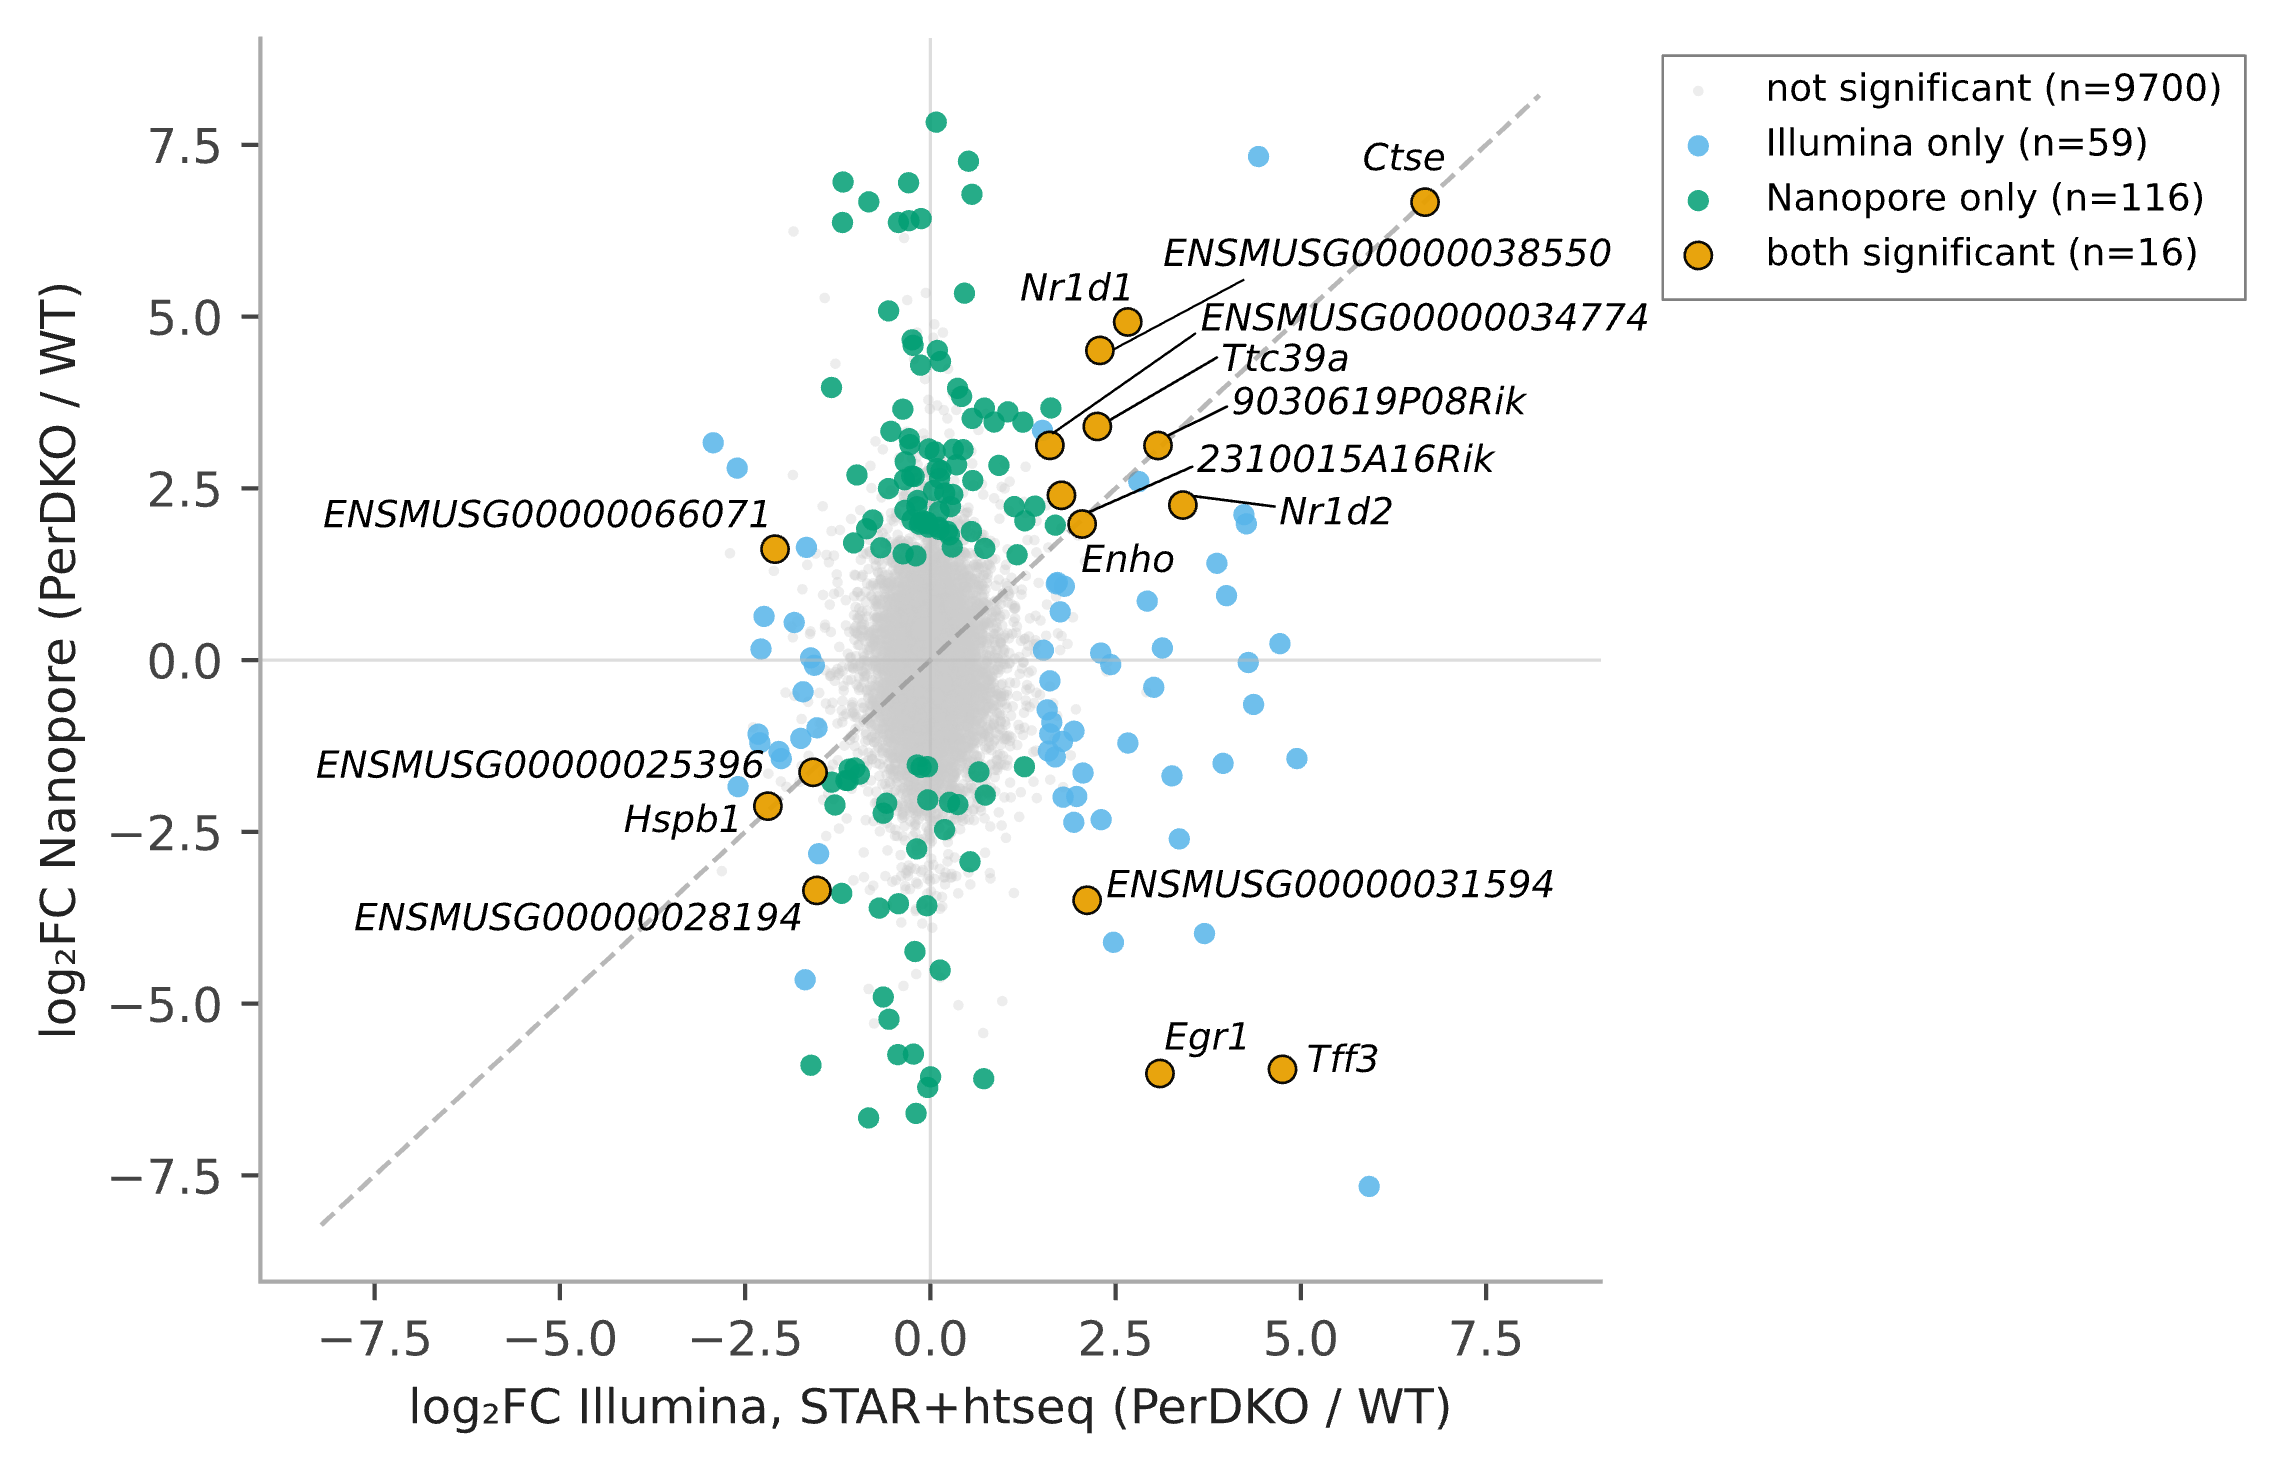 not significant (n=9700)
Illumina only (n=59)
Nanopore only (n=116)
both significant (n=16)
Ctse
ENSMUSG00000038550
Nr1d1
ENSMUSG00000034774
Ttc39a
9030619P08Rik
2310015A16Rik
Nr1d2
ENSMUSG00000066071
Enho
ENSMUSG00000025396
Hspb1
ENSMUSG00000031594
ENSMUSG00000028194
Egr1
Tff3
7.5
5.0
2.5
0.0
−2.5
−5.0
−7.5
log₂FC Nanopore (PerDKO / WT)
−7.5
−5.0
−2.5
0.0
2.5
5.0
7.5
log₂FC Illumina, STAR+htseq (PerDKO / WT)